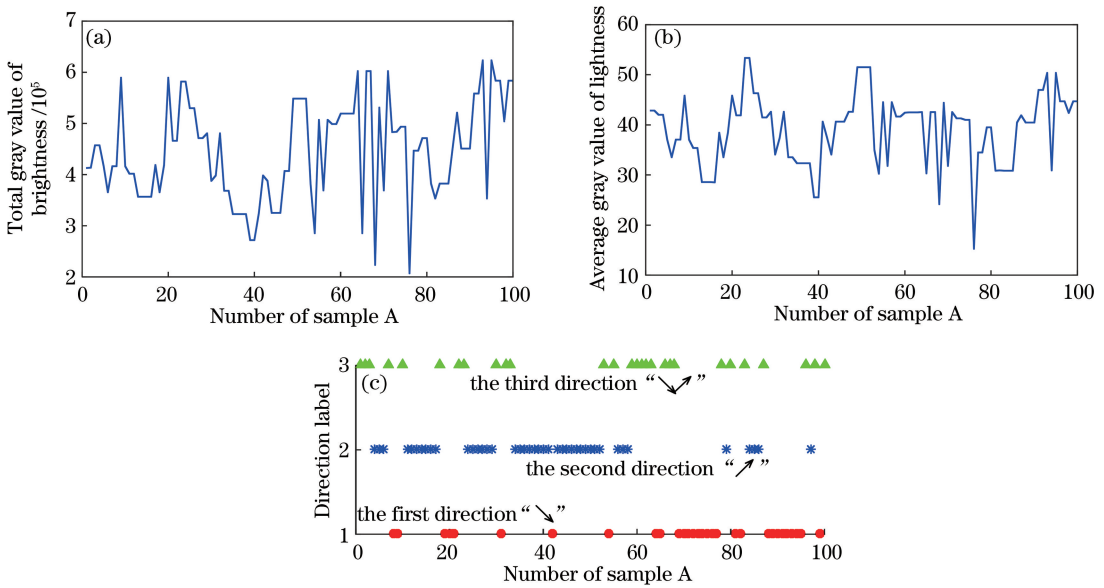 (a)
Total gray value of
brightness /10⁵
7
6
5
4
3
2
0 20 40 60 80 100
Number of sample A
(b)
Average gray value of lightness
60
50
40
30
20
10
0 20 40 60 80 100
Number of sample A
(c)
Direction label
3
the third direction “↘↗”
2
the second direction “↗”
the first direction “↘”
1
0 20 40 60 80 100
Number of sample A